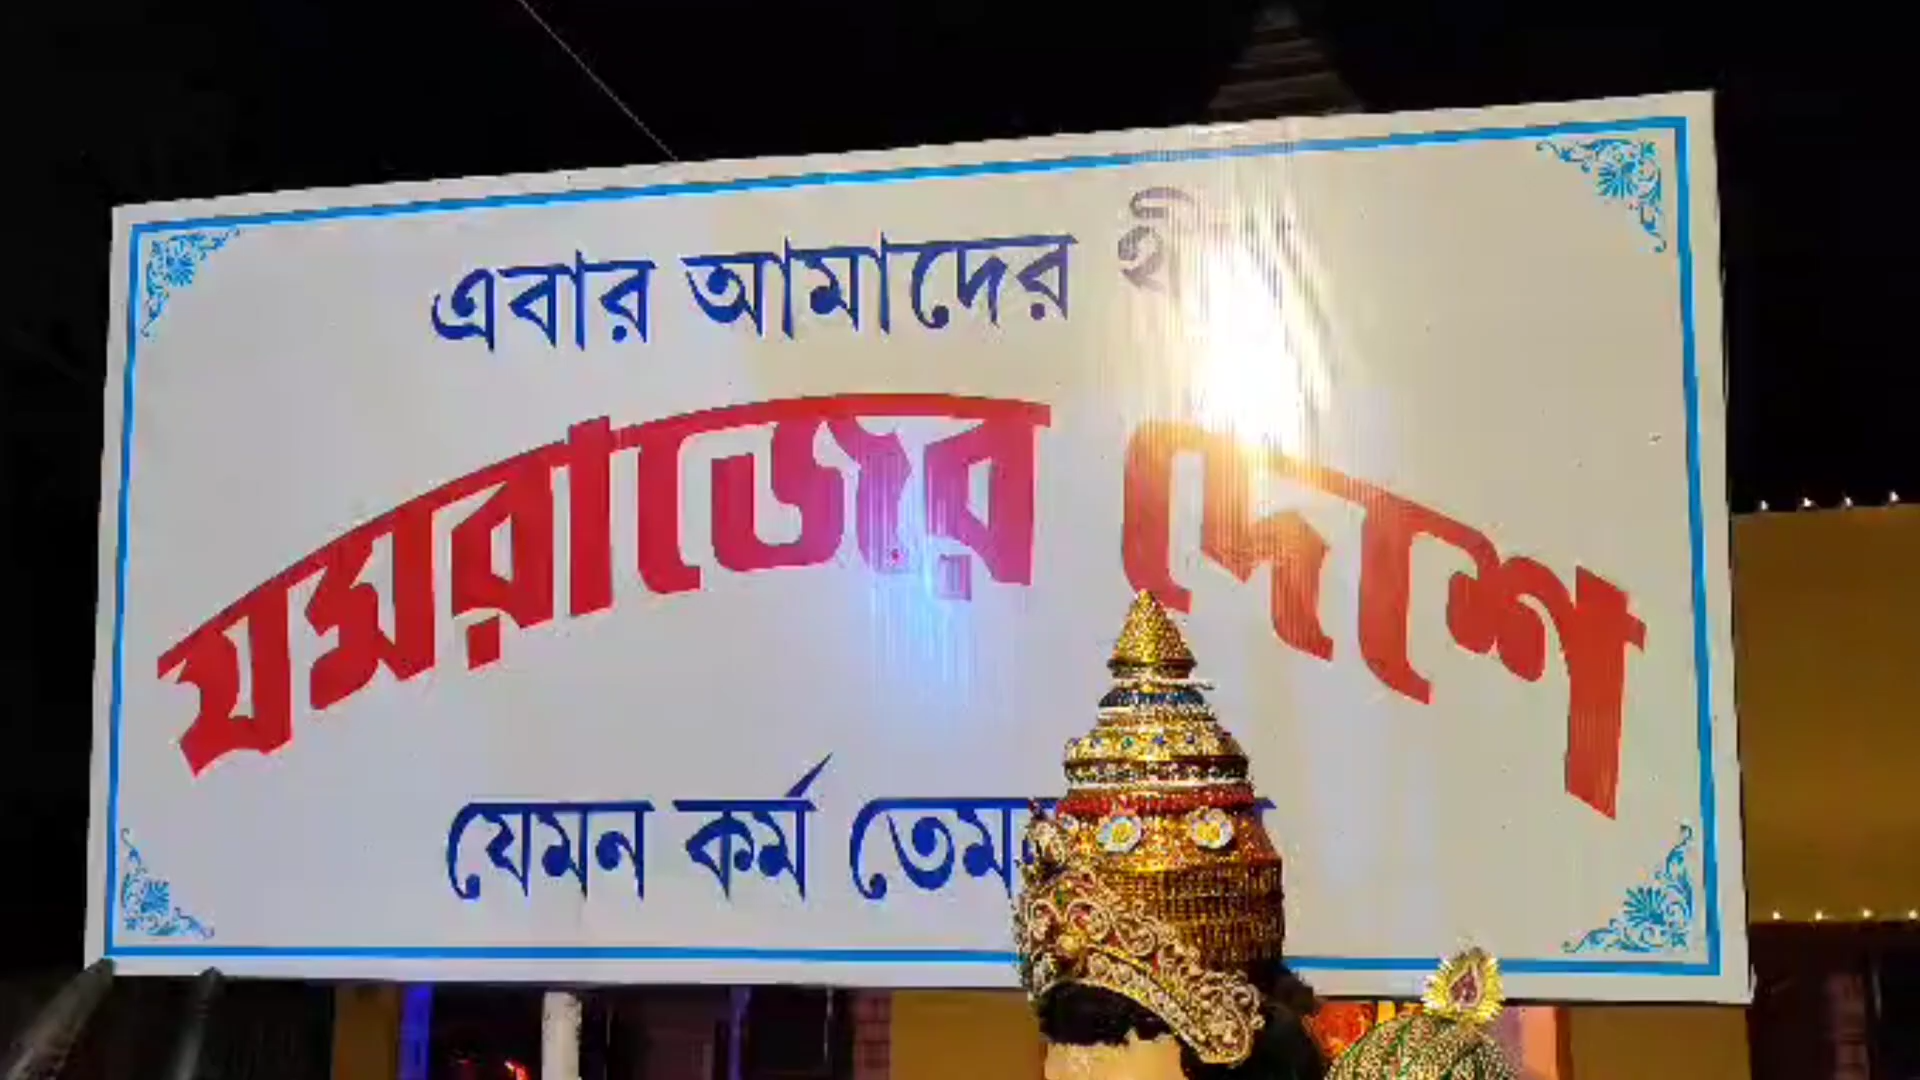 এবার আমাদের
যমরাজের দেশে
যেমন কর্ম